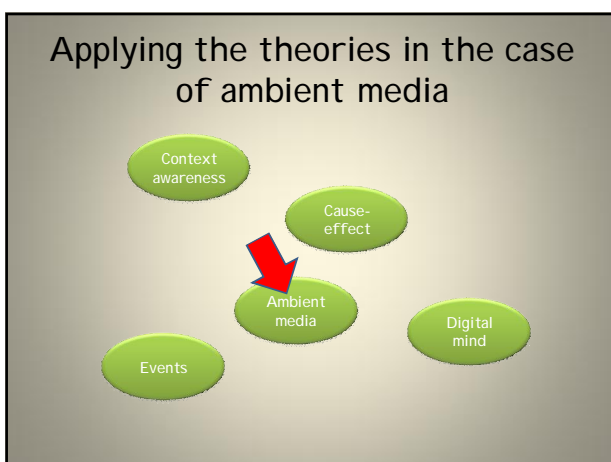 Applying the theories in the case
of ambient media
Context
awareness
Cause-
effect
Ambient
media
Digital
mind
Events